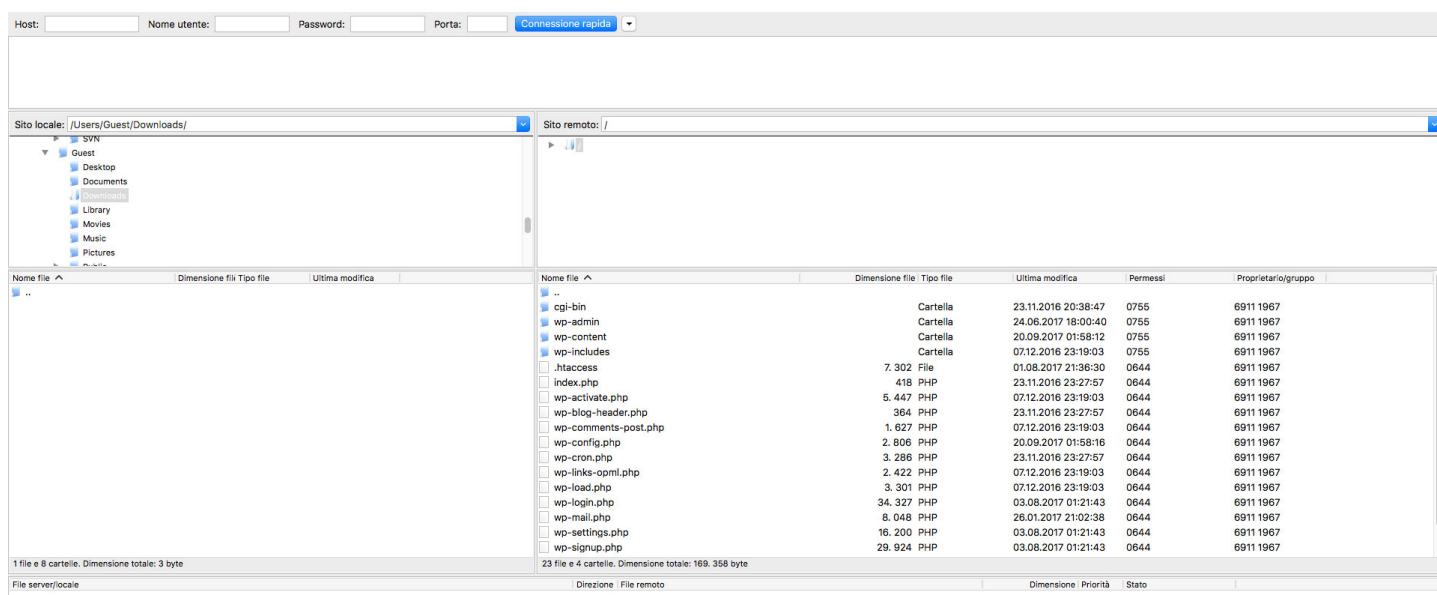 Host: Nome utente: Password: Porta: Connessione rapida
Sito locale: /Users/Guest/Downloads/
SVN
Guest
Desktop
Documents
Downloads
Library
Movies
Music
Pictures
Public
Nome file Dimensione file Tipo file Ultima modifica
..
1 file e 8 cartelle. Dimensione totale: 3 byte
Sito remoto: /
/
Nome file Dimensione file Tipo file Ultima modifica Permessi Proprietario/gruppo
..
cgi-bin Cartella 23.11.2016 20:38:47 0755 6911 1967
wp-admin Cartella 24.06.2017 18:00:40 0755 6911 1967
wp-content Cartella 20.09.2017 01:58:12 0755 6911 1967
wp-includes Cartella 07.12.2016 23:19:03 0755 6911 1967
.htaccess 7. 302 File 01.08.2017 21:36:30 0644 6911 1967
index.php 418 PHP 23.11.2016 23:27:57 0644 6911 1967
wp-activate.php 5. 447 PHP 07.12.2016 23:19:03 0644 6911 1967
wp-blog-header.php 364 PHP 23.11.2016 23:27:57 0644 6911 1967
wp-comments-post.php 1. 627 PHP 07.12.2016 23:19:03 0644 6911 1967
wp-config.php 2. 806 PHP 20.09.2017 01:58:16 0644 6911 1967
wp-cron.php 3. 286 PHP 23.11.2016 23:27:57 0644 6911 1967
wp-links-opml.php 2. 422 PHP 07.12.2016 23:19:03 0644 6911 1967
wp-load.php 3. 301 PHP 07.12.2016 23:19:03 0644 6911 1967
wp-login.php 34. 327 PHP 03.08.2017 01:21:43 0644 6911 1967
wp-mail.php 8. 048 PHP 26.01.2017 21:02:38 0644 6911 1967
wp-settings.php 16. 200 PHP 03.08.2017 01:21:43 0644 6911 1967
wp-signup.php 29. 924 PHP 03.08.2017 01:21:43 0644 6911 1967
23 file e 4 cartelle. Dimensione totale: 169. 358 byte
File server/locale Direzione File remoto Dimensione Priorità Stato